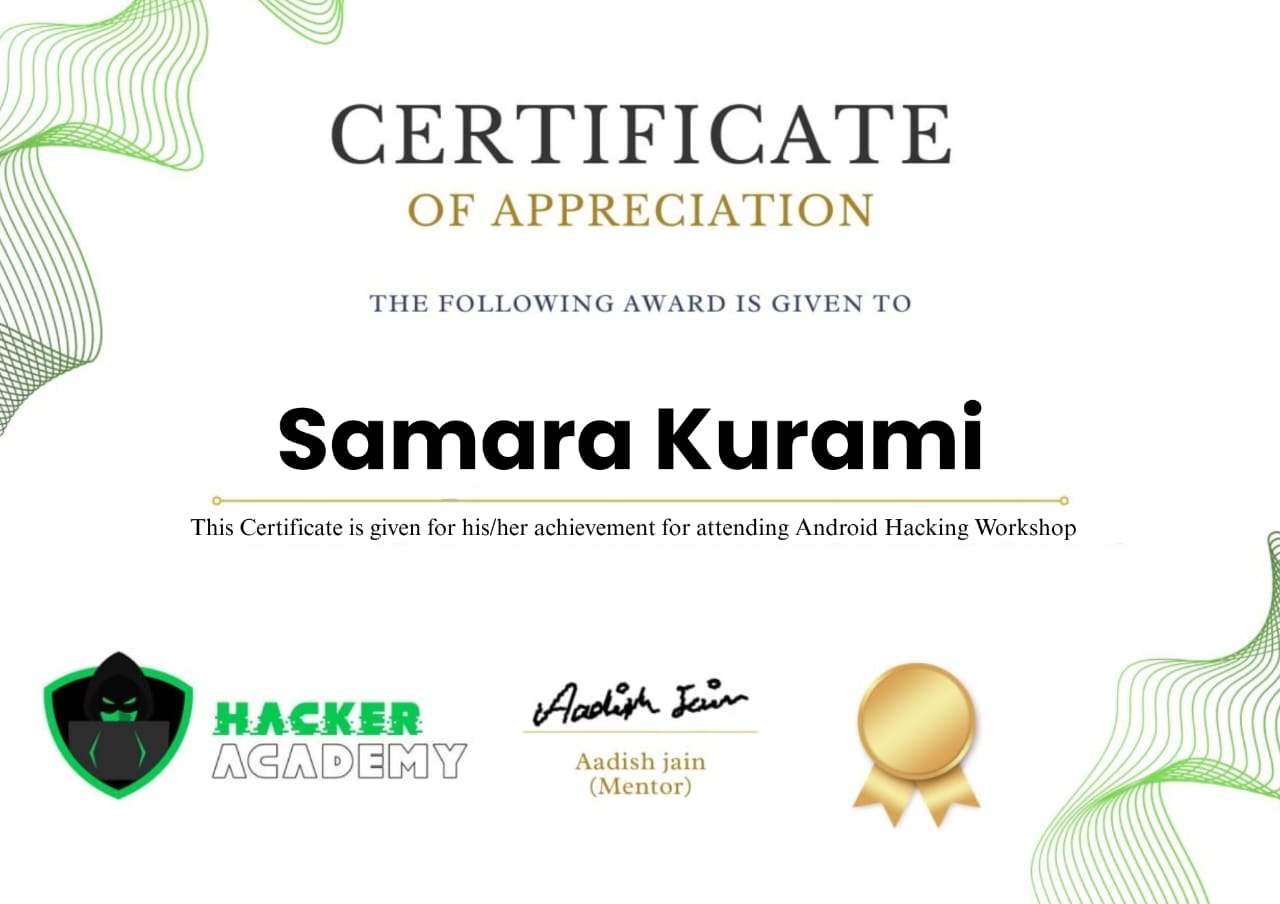 CERTIFICATE
OF APPRECIATION
THE FOLLOWING AWARD IS GIVEN TO
Samara Kurami
This Certificate is given for his/her achievement for attending Android Hacking Workshop
HACKER
ACADEMY
Aadish Jain
Aadish jain
(Mentor)